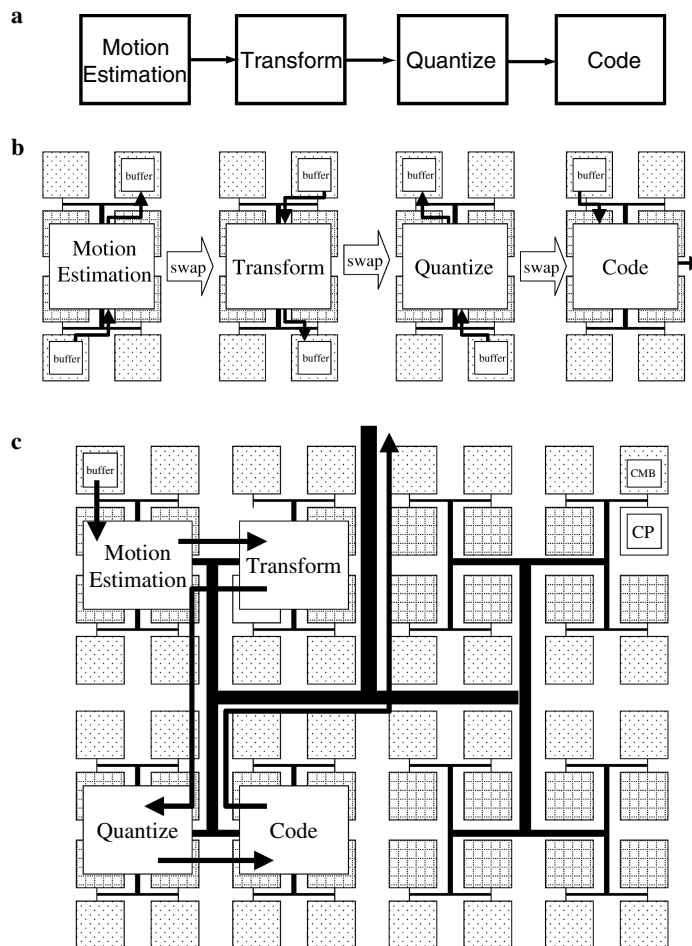 a
Motion
Estimation
Transform
Quantize
Code
b
buffer
buffer
buffer
buffer
Motion
Estimation
swap
Transform
swap
Quantize
swap
Code
buffer
buffer
buffer
c
buffer
CMB
CP
Motion
Estimation
Transform
Quantize
Code